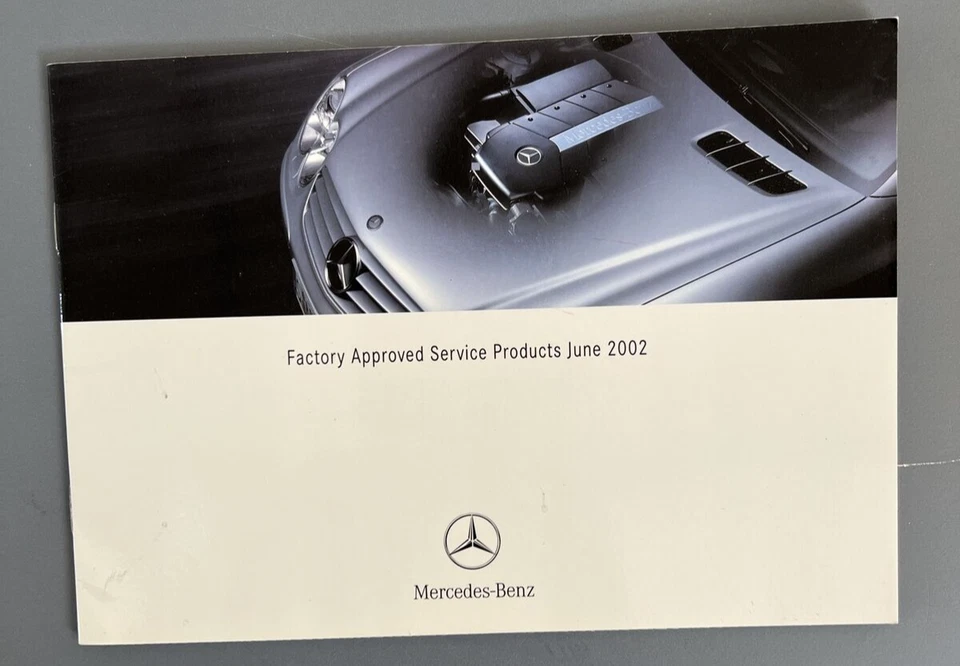 Factory Approved Service Products June 2002
Mercedes-Benz